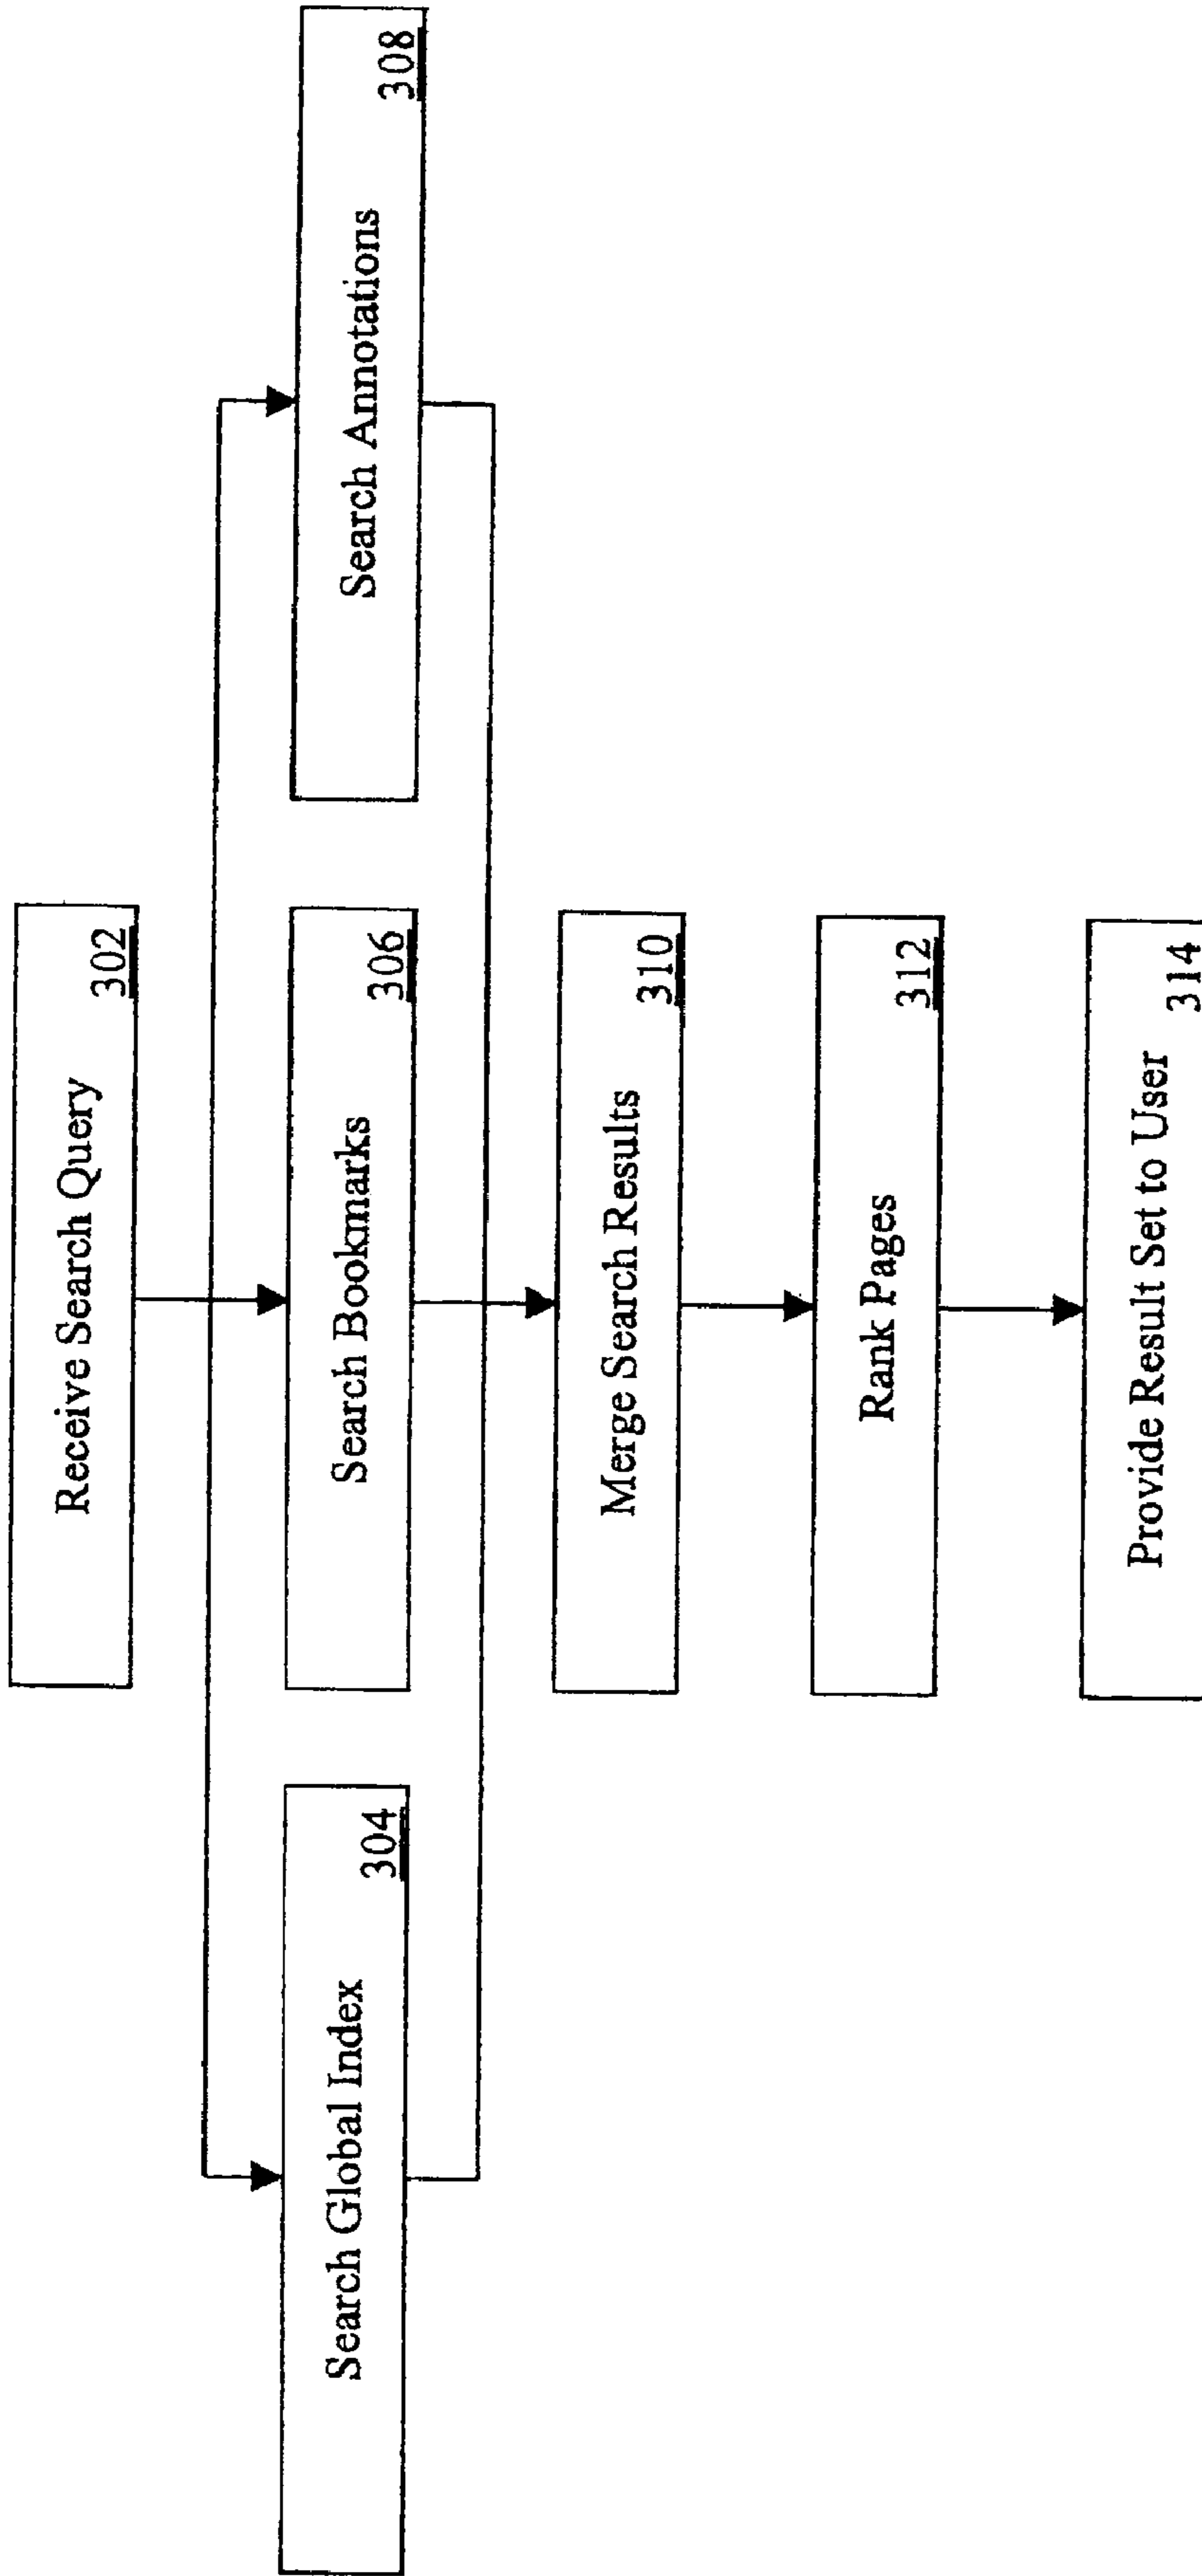 Receive Search Query 302
Search Global Index 304
Search Bookmarks 306
Search Annotations 308
Merge Search Results 310
Rank Pages 312
Provide Result Set to User 314